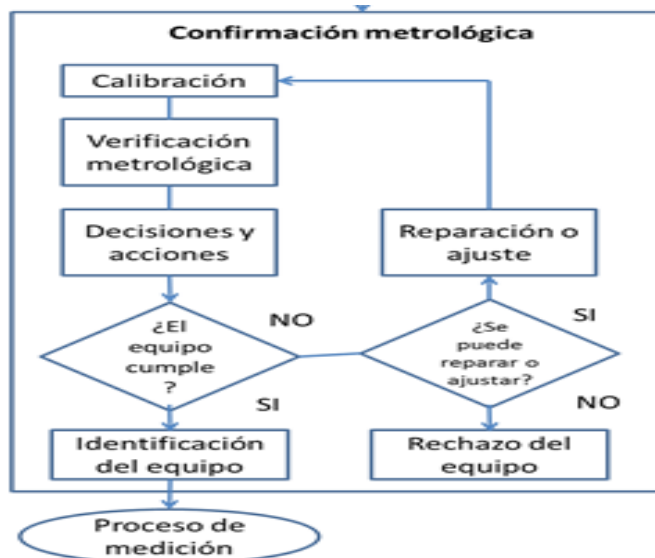 Confirmación metrológica
Calibración
Verificación
metrológica
Decisiones y
acciones
Reparación o
ajuste
¿El
equipo
cumple
?
NO
¿Se
puede
reparar o
ajustar?
SI
SI
NO
Identificación
del equipo
Rechazo del
equipo
Proceso de
medición